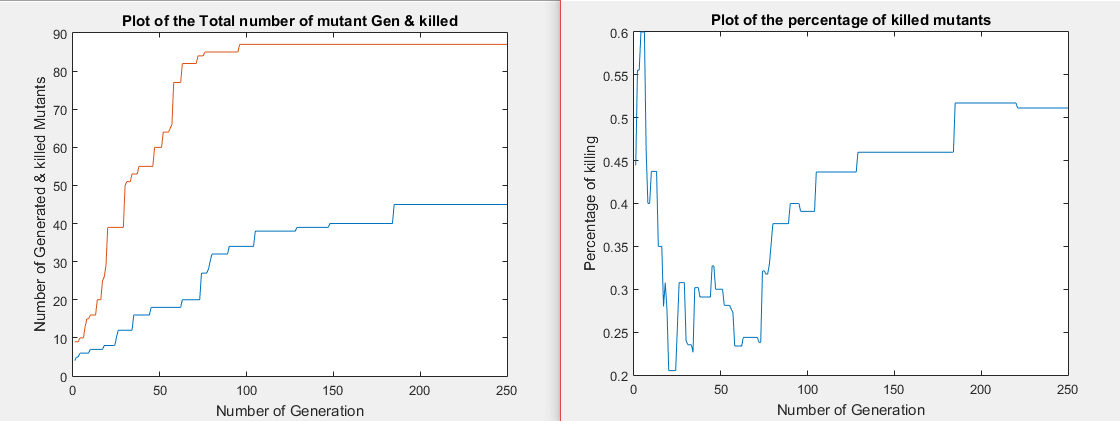 Plot of the Total number of mutant Gen & killed
90
80
70
60
50
40
30
20
10
0
Number of Generated & killed Mutants
0 50 100 150 200 250
Number of Generation
Plot of the percentage of killed mutants
0.6
0.55
0.5
0.45
0.4
0.35
0.3
0.25
0.2
Percentage of killing
0 50 100 150 200 250
Number of Generation